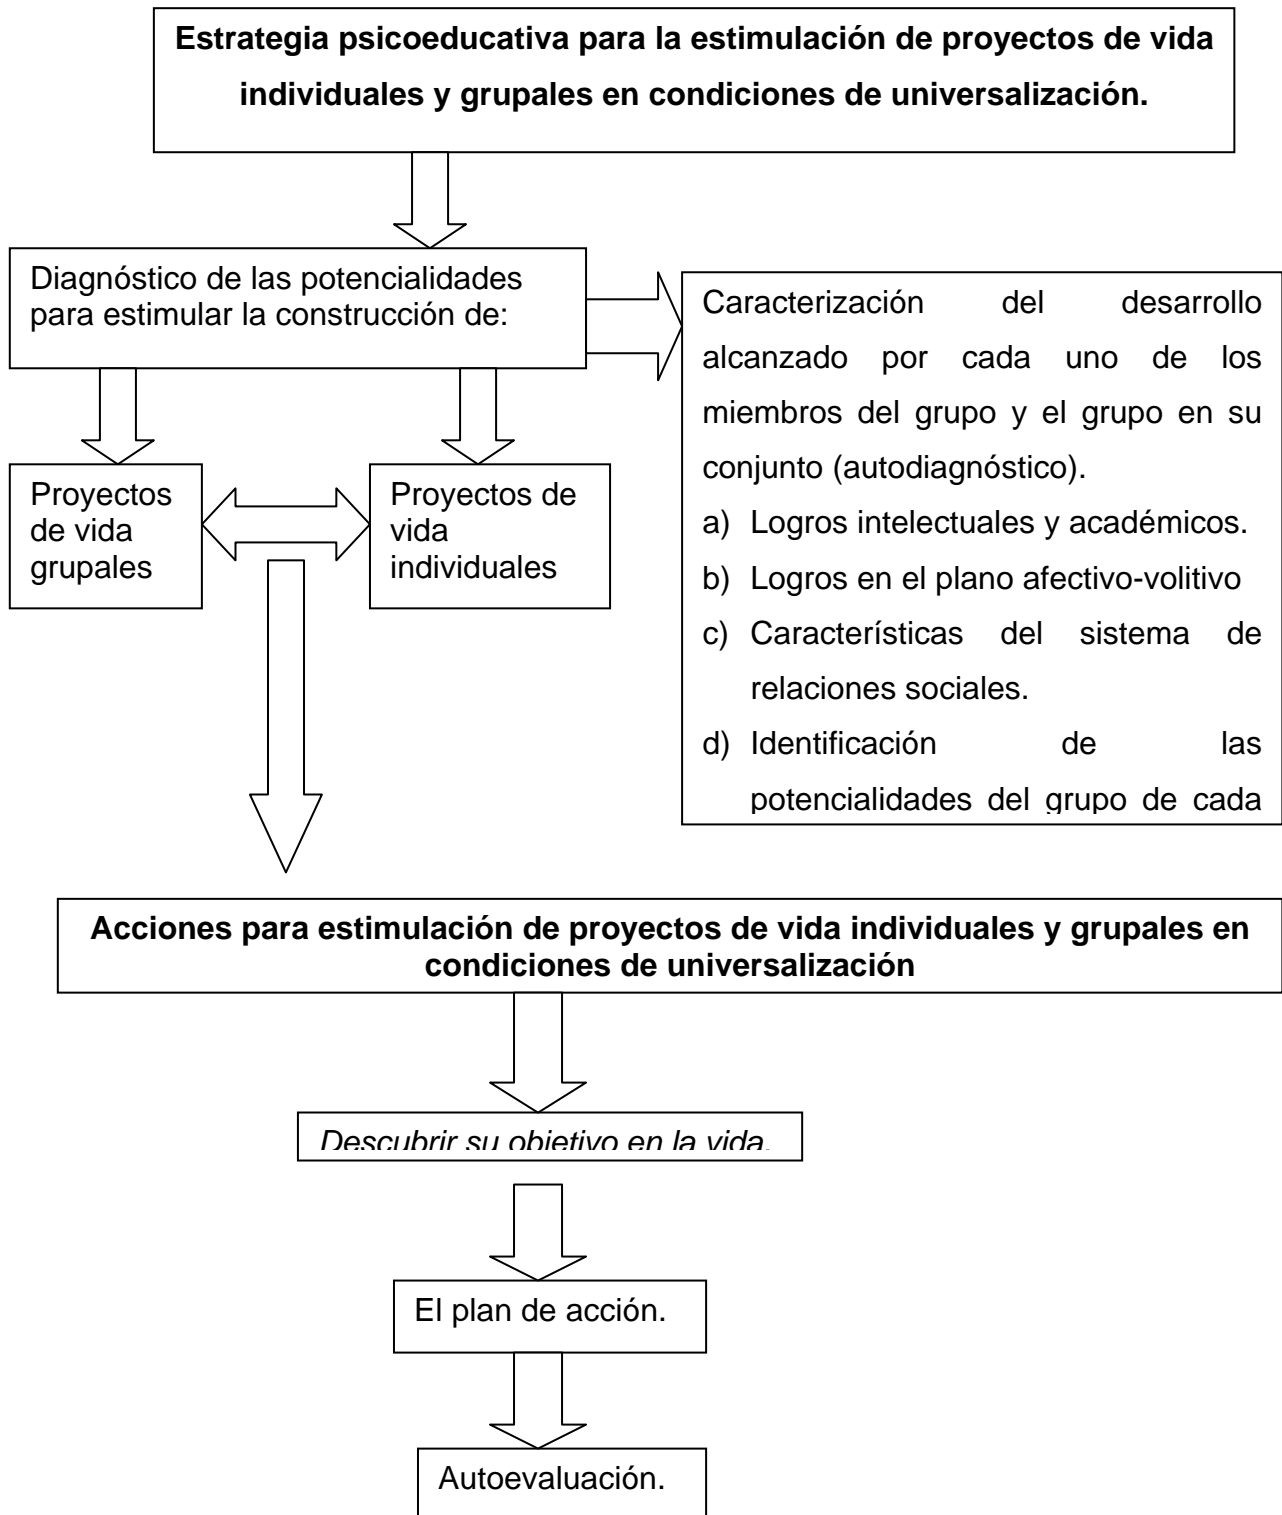 Estrategia psicoeducativa para la estimulación de proyectos de vida
individuales y grupales en condiciones de universalización.
Diagnóstico de las potencialidades
para estimular la construcción de:
Caracterización del desarrollo
alcanzado por cada uno de los
miembros del grupo y el grupo en su
conjunto (autodiagnóstico).
a) Logros intelectuales y académicos.
b) Logros en el plano afectivo-volitivo
c) Características del sistema de
relaciones sociales.
d) Identificación de las
potencialidades del grupo de cada
Proyectos
de vida
grupales
Proyectos de
vida
individuales
Acciones para estimulación de proyectos de vida individuales y grupales en
condiciones de universalización
Descubrir su objetivo en la vida.
El plan de acción.
Autoevaluación.